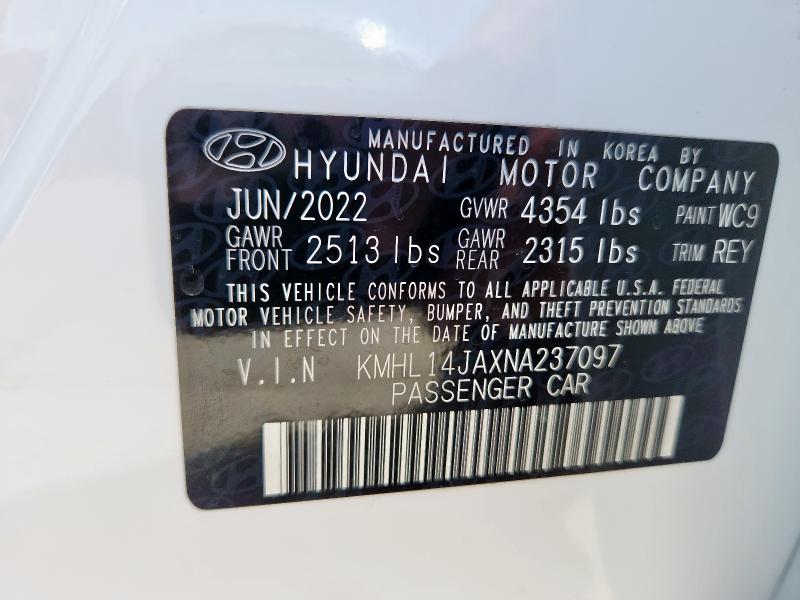 MANUFACTURED IN KOREA BY
HYUNDAI MOTOR COMPANY
JUN/2022 GVWR 4354 lbs PAINT WC9
GAWR FRONT 2513 lbs GAWR REAR 2315 lbs TRIM REY
THIS VEHICLE CONFORMS TO ALL APPLICABLE U.S.A. FEDERAL
MOTOR VEHICLE SAFETY, BUMPER, AND THEFT PREVENTION STANDARDS
IN EFFECT ON THE DATE OF MANUFACTURE SHOWN ABOVE
V.I.N KMHL14JAXNA237097
PASSENGER CAR